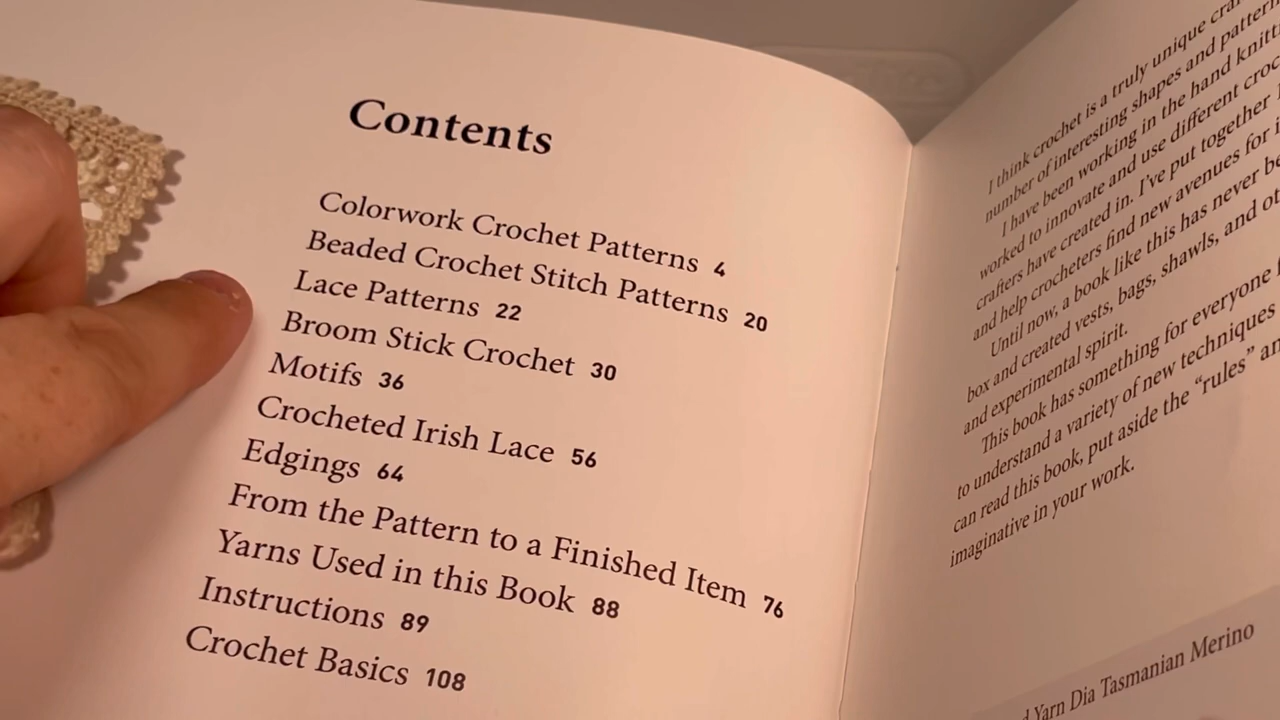 Contents
Colorwork Crochet Patterns 4
Beaded Crochet Stitch Patterns 20
Lace Patterns 22
Broom Stick Crochet 30
Motifs 36
Crocheted Irish Lace 56
Edgings 64
From the Pattern to a Finished Item 76
Yarns Used in this Book 88
Instructions 89
Crochet Basics 108
I think crochet is a truly unique
number of interesting shapes and
I have been working in the hand
worked to innovate and use different
crafters have created in. I've put together
and help crocheters find new avenues for
Until now, a book like this has never
box and created vests, bags, shawls, and
and experimental spirit.
This book has something for everyone
to understand a variety of new techniques
can read this book, put aside the "rules"
imaginative in your work.
Yarn Dia Tasmanian Merino